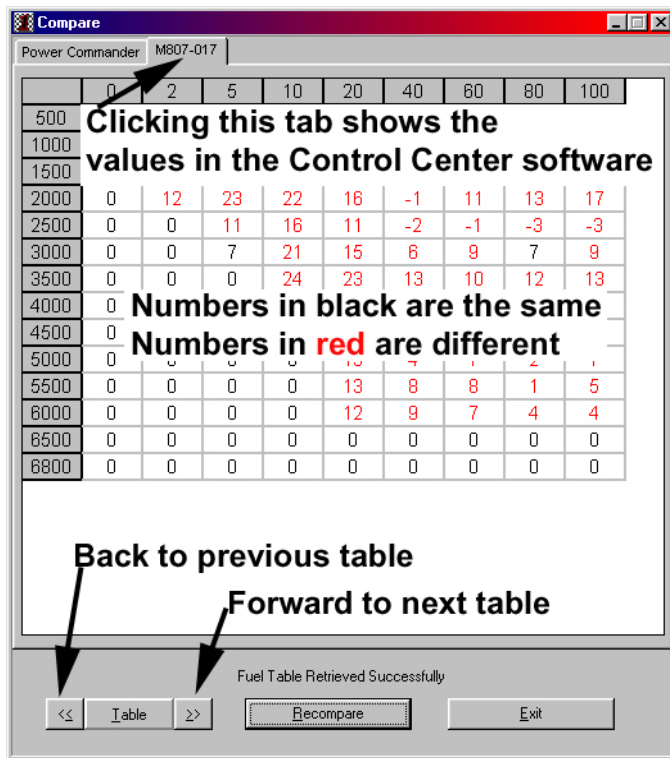 Compare
Power Commander M807-017
0 2 5 10 20 40 60 80 100
500
Clicking this tab shows the
1000
values in the Control Center software
1500
2000 0 12 23 22 16 -1 11 13 17
2500 0 0 11 16 11 -2 -1 -3 -3
3000 0 0 7 21 15 6 9 7 9
3500 0 0 0 24 23 13 10 12 13
4000 0
Numbers in black are the same
4500 0
Numbers in red are different
5000 0
5500 0 0 0 0 13 8 8 1 5
6000 0 0 0 0 12 9 7 4 4
6500 0 0 0 0 0 0 0 0 0
6800 0 0 0 0 0 0 0 0 0
Back to previous table
Forward to next table
Fuel Table Retrieved Successfully
<< Table >> Recompare Exit